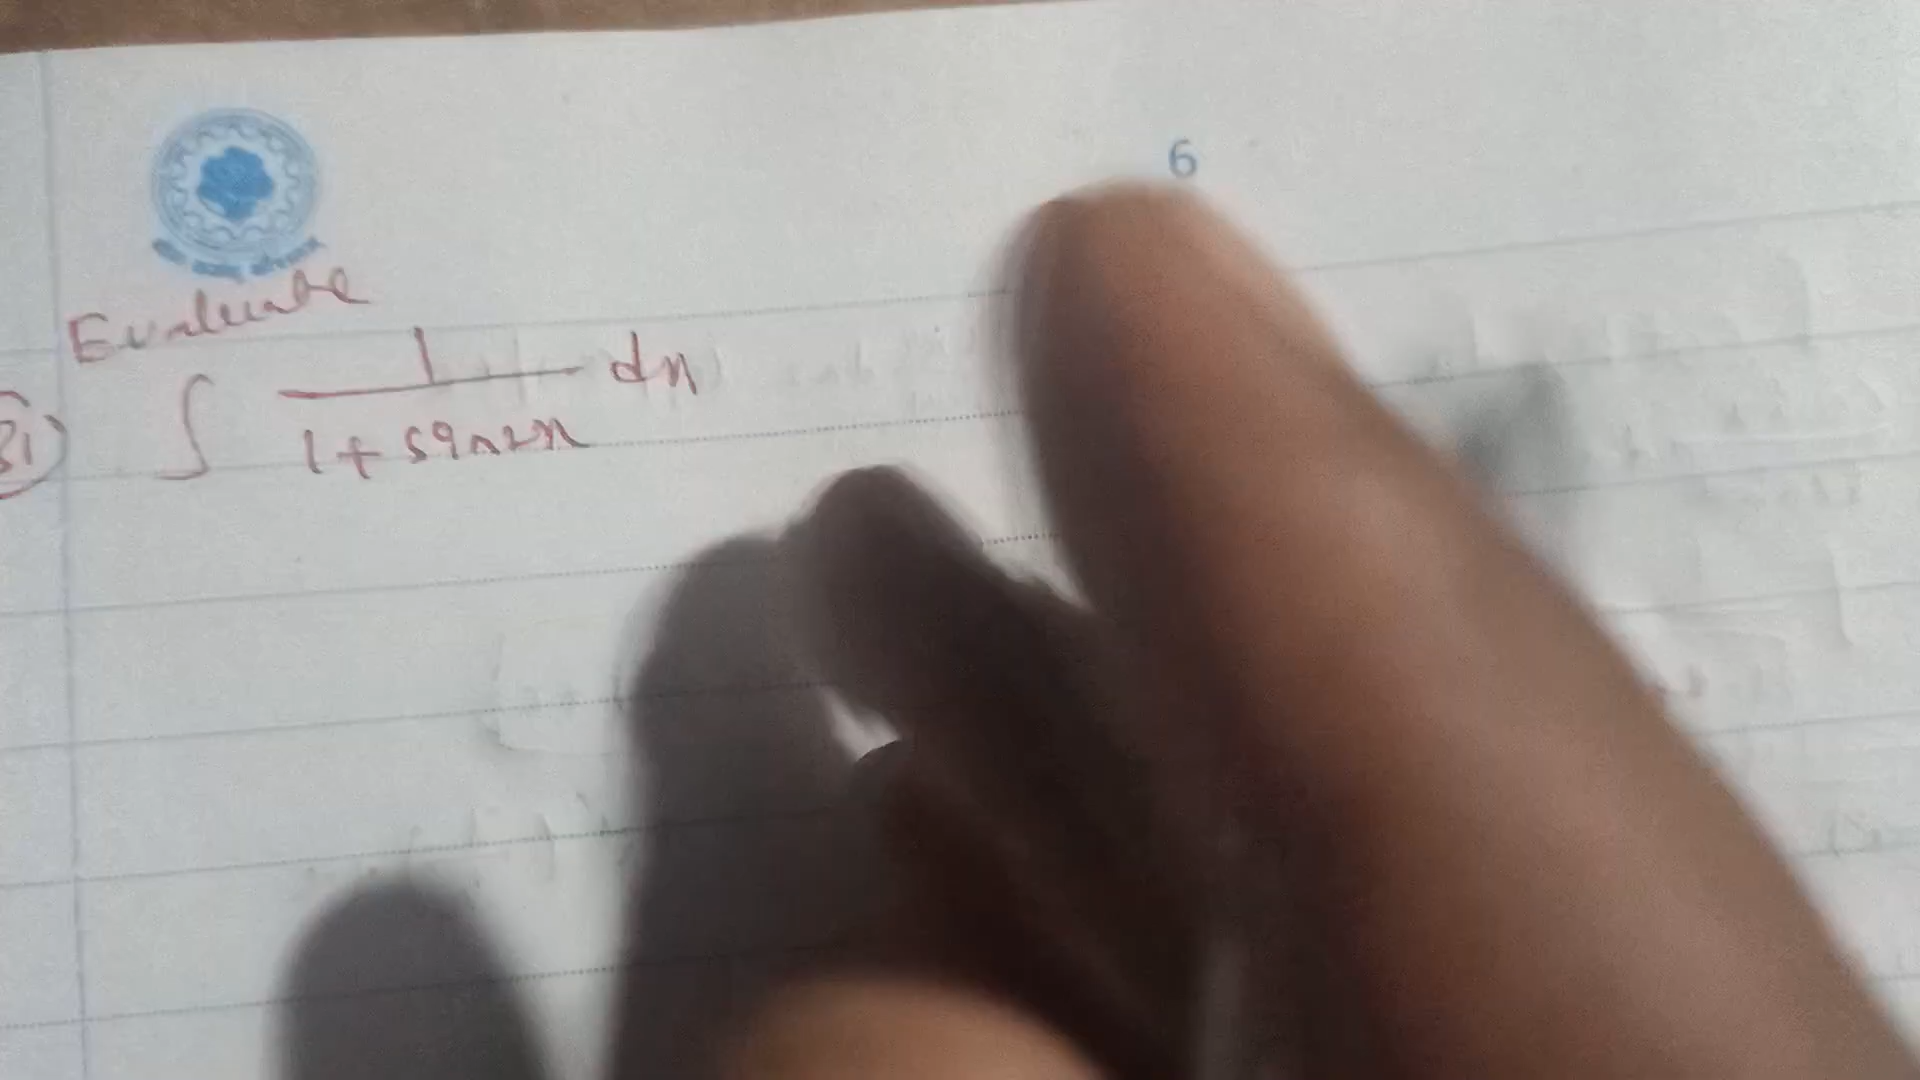 6
Evaluate
31) ∫ 1/(1 + sin2x) dx